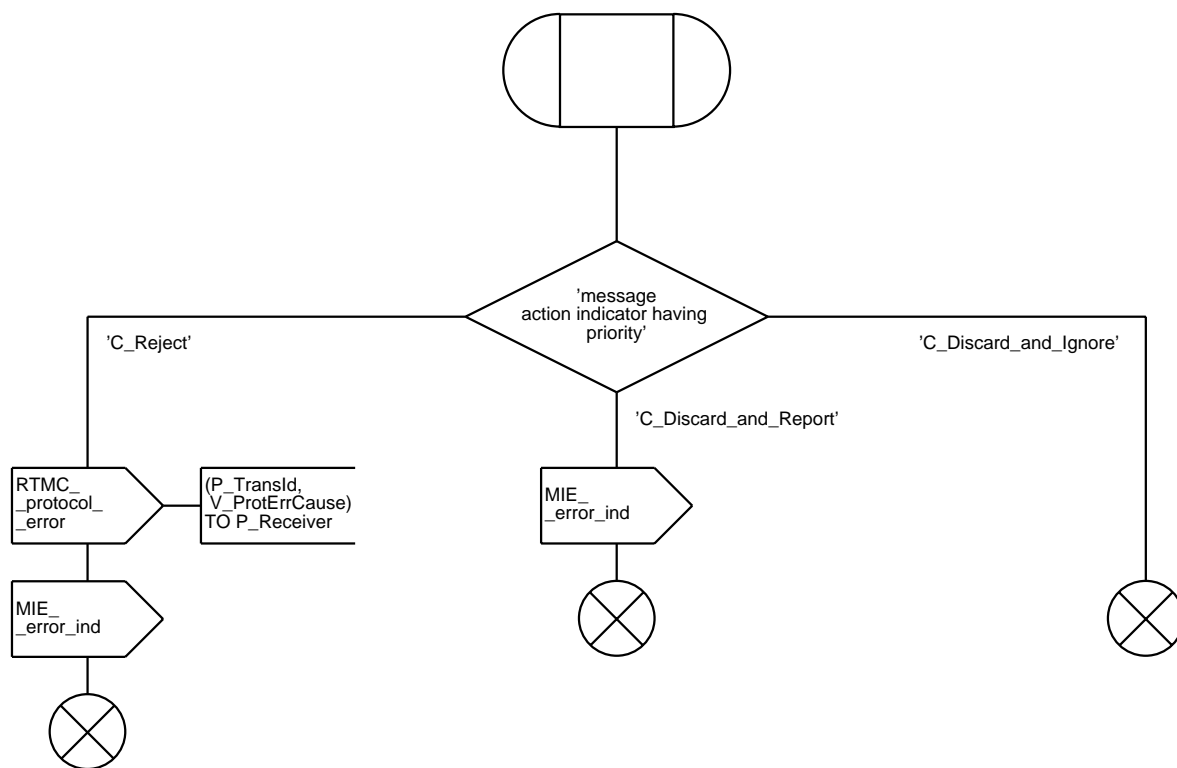 ’message
action indicator having
priority’
’C_Reject’
’C_Discard_and_Ignore’
’C_Discard_and_Report’
RTMC_
_protocol_
_error
(P_TransId,
V_ProtErrCause)
TO P_Receiver
MIE_
_error_ind
MIE_
_error_ind